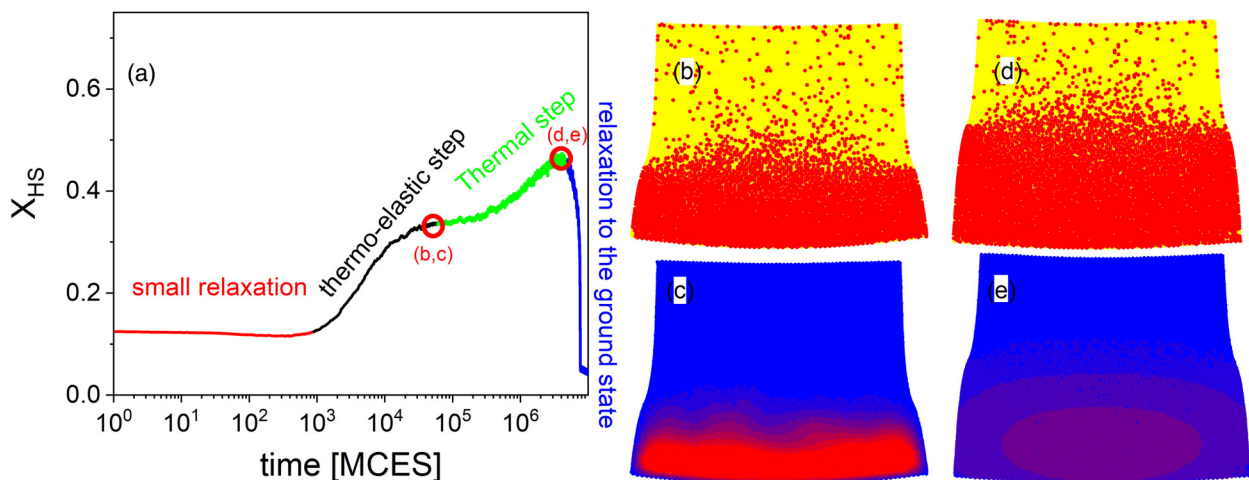 (a)
X_HS
0.6
0.4
0.2
0.0
small relaxation
thermo-elastic step
Thermal step
(b,c)
(d,e)
relaxation to the ground state
10^0
10^1
10^2
10^3
10^4
10^5
10^6
time [MCES]
(b)
(d)
(c)
(e)